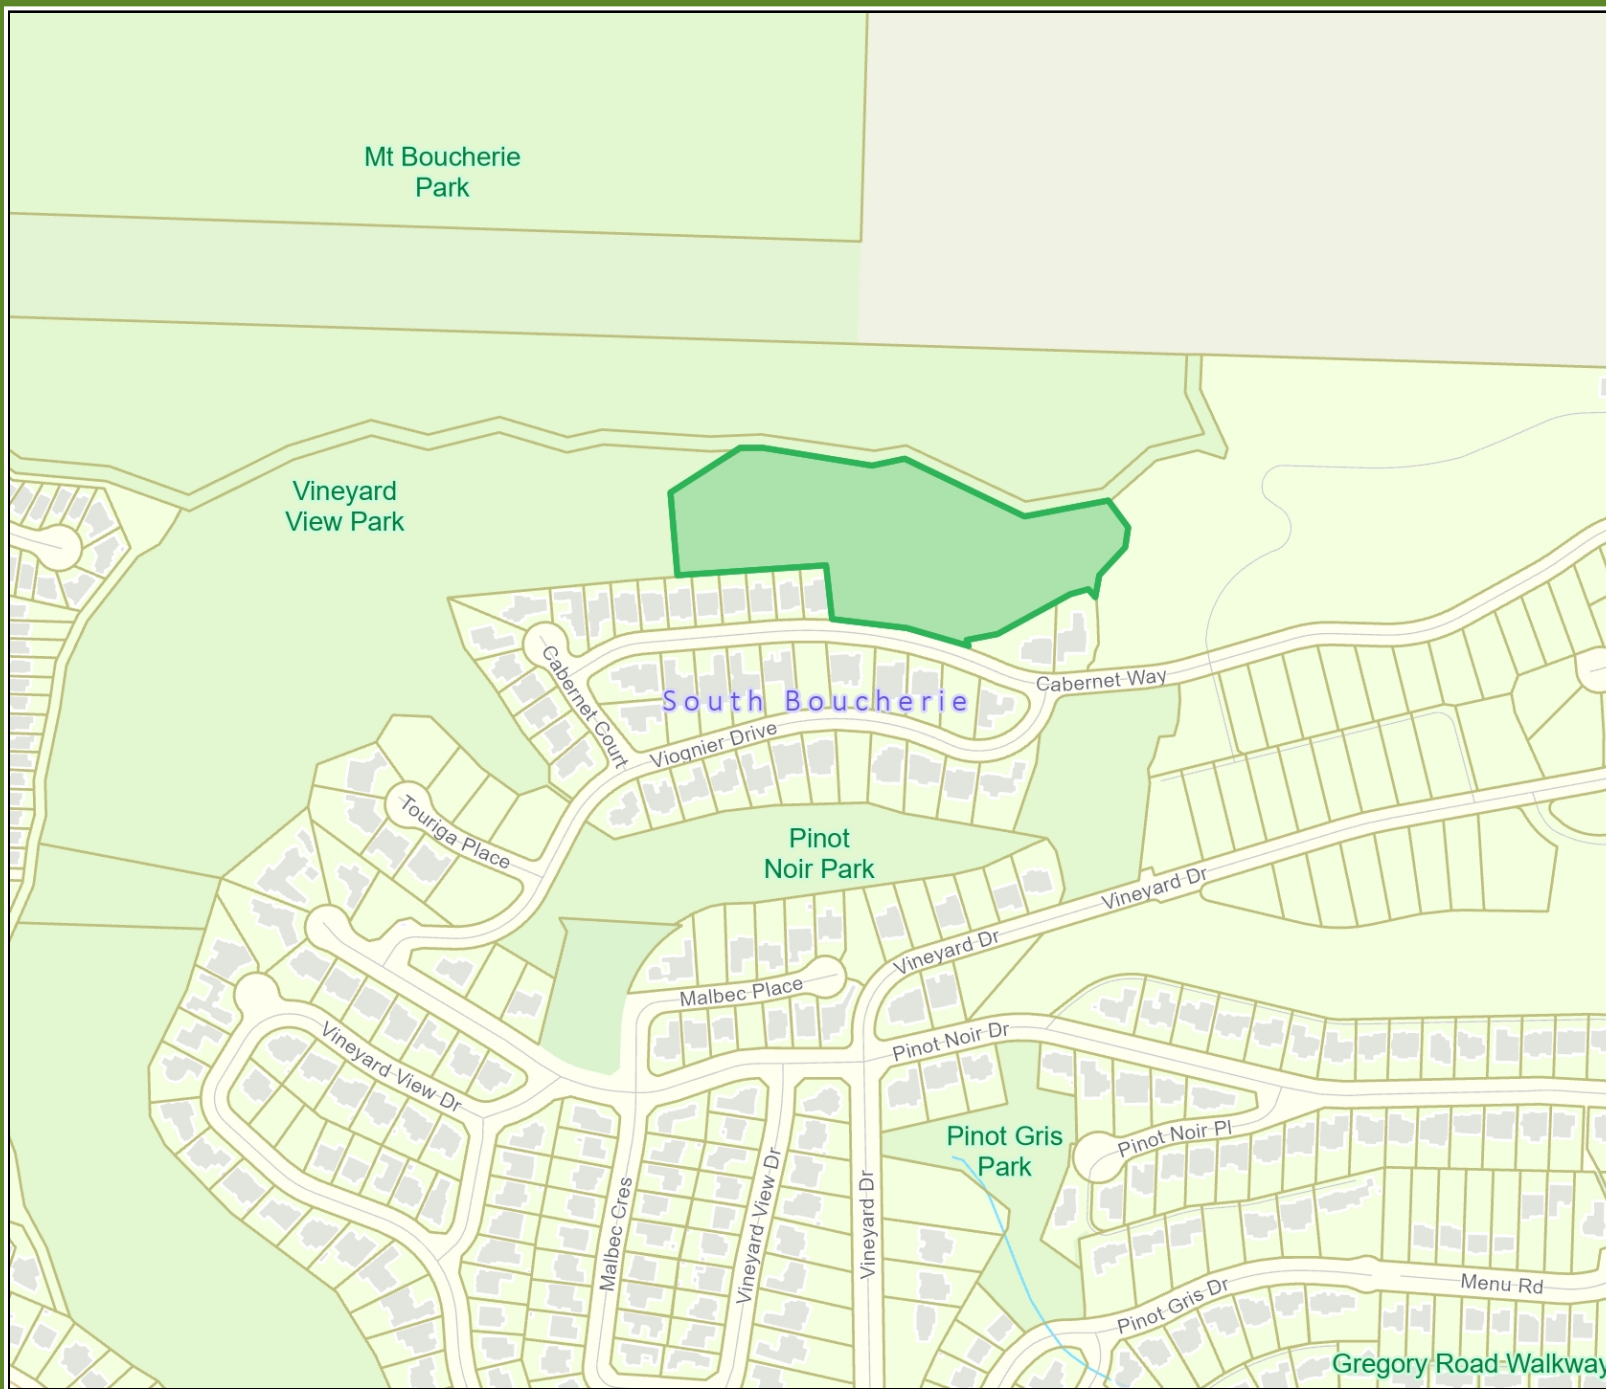 Mt Boucherie
Park
Vineyard
View Park
Cabernet Court
Cabernet Way
South Boucherie
Viognier Drive
Touriga Place
Pinot
Noir Park
Vineyard Dr
Vineyard Dr
Malbec Place
Pinot Noir Dr
Vineyard View Dr
Pinot Gris
Park
Pinot Noir Pl
Malbec Cres
Vineyard View Dr
Vineyard Dr
Pinot Gris Dr
Menu Rd
Gregory Road Walkway